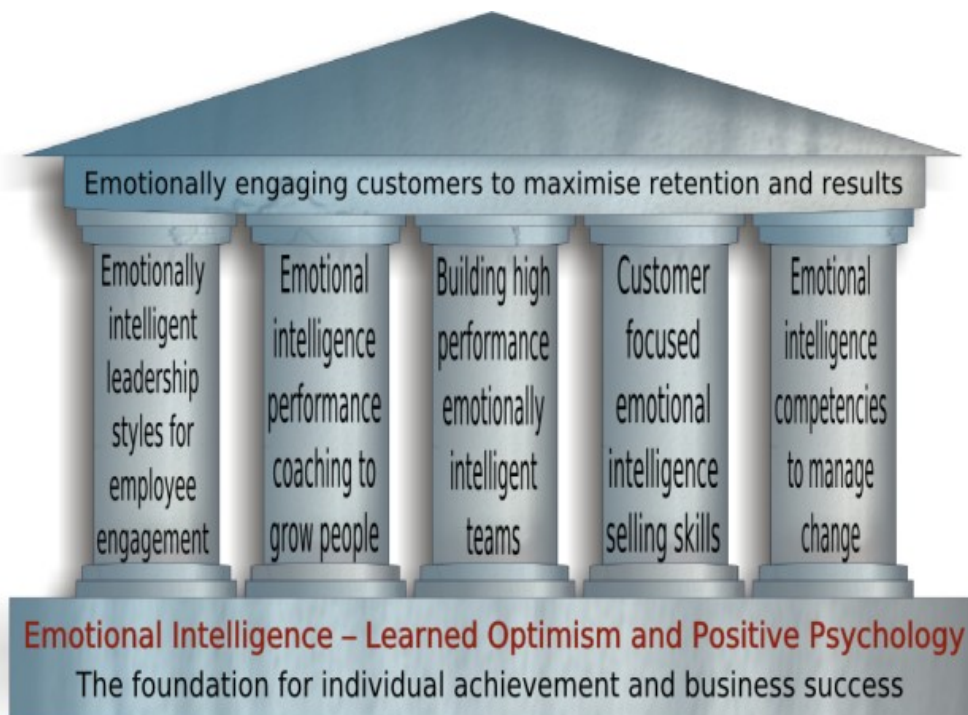 Emotionally engaging customers to maximise retention and results
Emotionally
intelligent
leadership
styles for
employee
engagement
Emotional
intelligence
performance
coaching to
grow people
Building high
performance
emotionally
intelligent
teams
Customer
focused
emotional
intelligence
selling skills
Emotional
intelligence
competencies
to manage
change
Emotional Intelligence – Learned Optimism and Positive Psychology
The foundation for individual achievement and business success